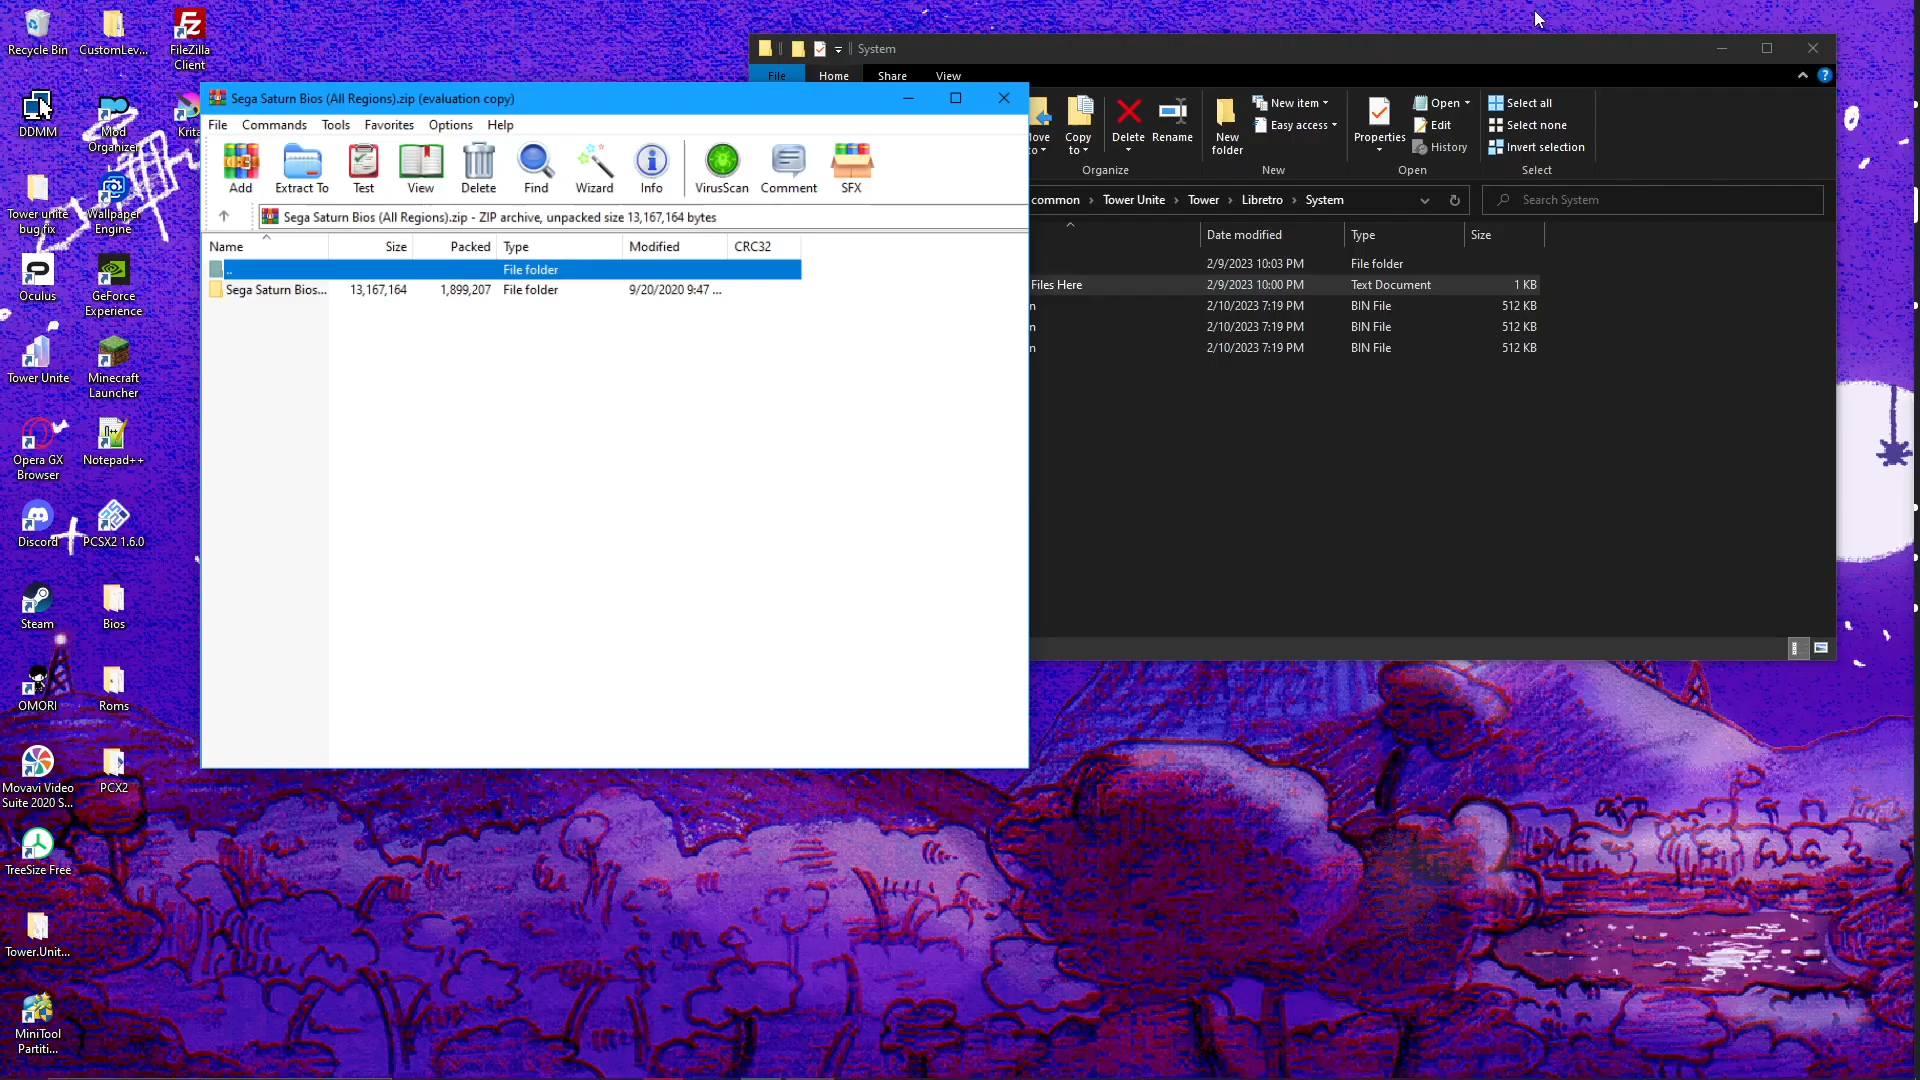 Recycle Bin
CustomLev...
FileZilla
Client
DDMM
Mod
Organizer
Krita
Tower unite
bug fix
Wallpaper
Engine
Oculus
GeForce
Experience
Tower Unite
Minecraft
Launcher
Opera GX
Browser
Notepad++
Discord
PCSX2 1.6.0
Steam
Bios
OMORI
Roms
Movavi Video
Suite 2020 S...
PCX2
TreeSize Free
Tower.Unit...
MiniTool
Partiti...
Sega Saturn Bios (All Regions).zip (evaluation copy)
File Commands Tools Favorites Options Help
Add Extract To Test View Delete Find Wizard Info VirusScan Comment SFX
Sega Saturn Bios (All Regions).zip - ZIP archive, unpacked size 13,167,164 bytes
Name Size Packed Type Modified CRC32
.. File folder
Sega Saturn Bios... 13,167,164 1,899,207 File folder 9/20/2020 9:47 ...
System
File Home Share View
Copy
to
Delete
Rename
New
folder
New item
Easy access
Properties
Open
Edit
History
Select all
Select none
Invert selection
Organize New Open Select
common › Tower Unite › Tower › Libretro › System
Search System
Date modified Type Size
2/9/2023 10:03 PM File folder
Files Here 2/9/2023 10:00 PM Text Document 1 KB
n 2/10/2023 7:19 PM BIN File 512 KB
n 2/10/2023 7:19 PM BIN File 512 KB
n 2/10/2023 7:19 PM BIN File 512 KB